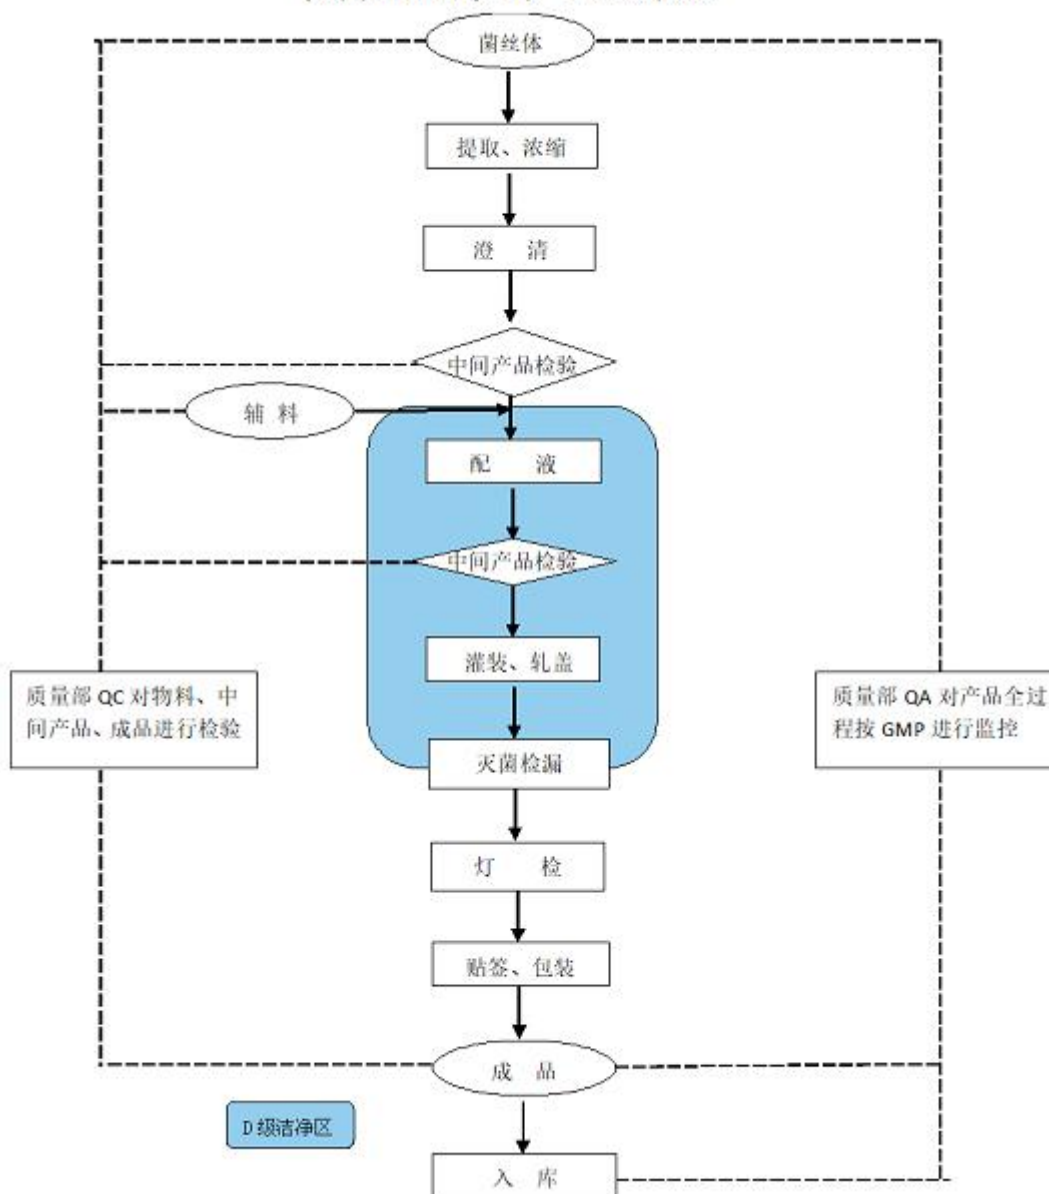 菌丝体
提取、浓缩
澄 清
中间产品检验
辅 料
配 液
中间产品检验
灌装、轧盖
质量部 QC 对物料、中
间产品、成品进行检验
质量部 QA 对产品全过
程按 GMP 进行监控
灭菌检漏
灯 检
贴签、包装
成 品
D 级洁净区
入 库